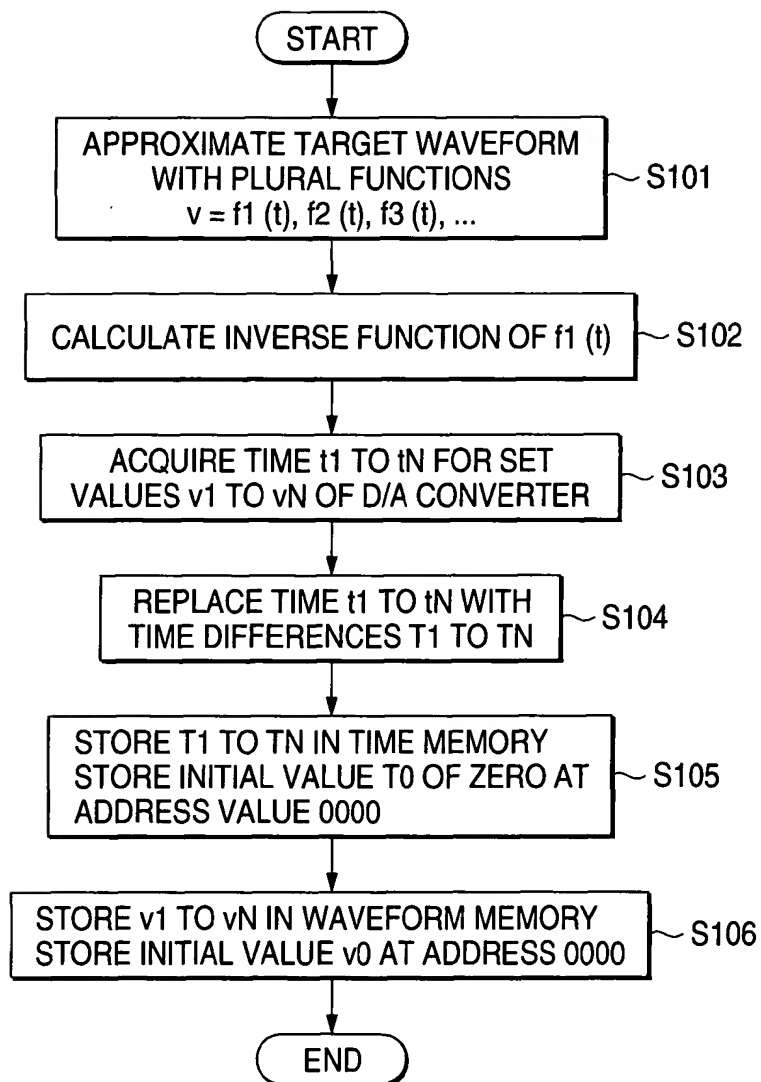 START
APPROXIMATE TARGET WAVEFORM
WITH PLURAL FUNCTIONS
v = f1 (t), f2 (t), f3 (t), ...
S101
CALCULATE INVERSE FUNCTION OF f1 (t)
S102
ACQUIRE TIME t1 TO tN FOR SET
VALUES v1 TO vN OF D/A CONVERTER
S103
REPLACE TIME t1 TO tN WITH
TIME DIFFERENCES T1 TO TN
S104
STORE T1 TO TN IN TIME MEMORY
STORE INITIAL VALUE T0 OF ZERO AT
ADDRESS VALUE 0000
S105
STORE v1 TO vN IN WAVEFORM MEMORY
STORE INITIAL VALUE v0 AT ADDRESS 0000
S106
END